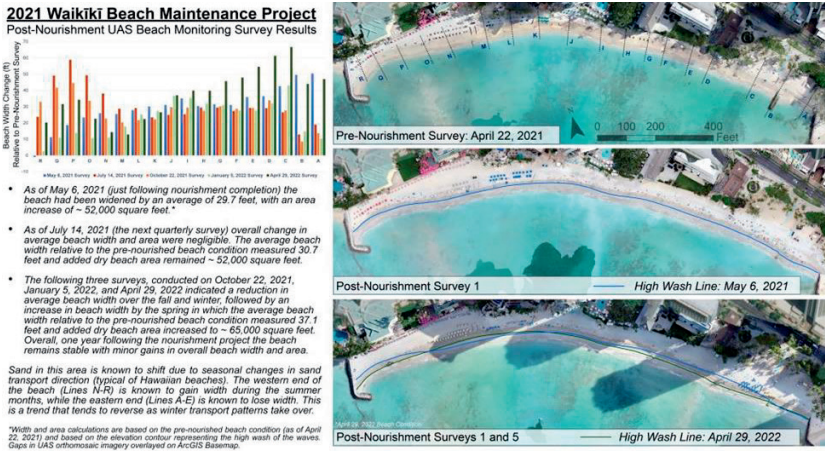 2021 Waikīkī Beach Maintenance Project
Post-Nourishment UAS Beach Monitoring Survey Results
Beach Width Change (ft)
Relative to Pre-Nourishment Survey
R Q P O N M L K J I H G F E D C B A
May 6, 2021 Survey July 14, 2021 Survey October 22, 2021 Survey January 5, 2022 Survey April 29, 2022 Survey
• As of May 6, 2021 (just following nourishment completion) the
beach had been widened by an average of 29.7 feet, with an area
increase of ~ 52,000 square feet.*
• As of July 14, 2021 (the next quarterly survey) overall change in
average beach width and area were negligible. The average beach
width relative to the pre-nourished beach condition measured 30.7
feet and added dry beach area remained ~ 52,000 square feet.
• The following three surveys, conducted on October 22, 2021,
January 5, 2022, and April 29, 2022 indicated a reduction in
average beach width over the fall and winter, followed by an
increase in beach width by the spring in which the average beach
width relative to the pre-nourished beach condition measured 37.1
feet and added dry beach area increased to ~ 65,000 square feet.
Overall, one year following the nourishment project the beach
remains stable with minor gains in overall beach width and area.
Sand in this area is known to shift due to seasonal changes in sand
transport direction (typical of Hawaiian beaches). The western end of
the beach (Lines N-R) is known to gain width during the summer
months, while the eastern end (Lines A-E) is known to lose width. This
is a trend that tends to reverse as winter transport patterns take over.
*Width and area calculations are based on the pre-nourished beach condition (as of April
22, 2021) and based on the elevation contour representing the high wash of the waves.
Gaps in UAS orthomosaic imagery overlayed on ArcGIS Basemap.
R Q P O N M L K J I H G F E D C B A
Pre-Nourishment Survey: April 22, 2021
0 100 200 400
Feet
Post-Nourishment Survey 1
High Wash Line: May 6, 2021
*April 29, 2022 Beach Condition
Post-Nourishment Surveys 1 and 5
High Wash Line: April 29, 2022